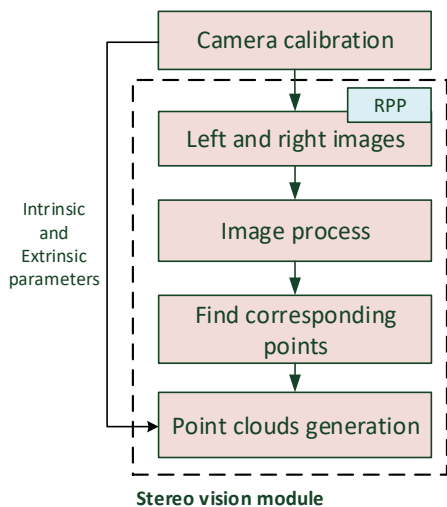 Camera calibration
RPP
Left and right images
Image process
Intrinsic
and
Extrinsic
parameters
Find corresponding
points
Point clouds generation
Stereo vision module